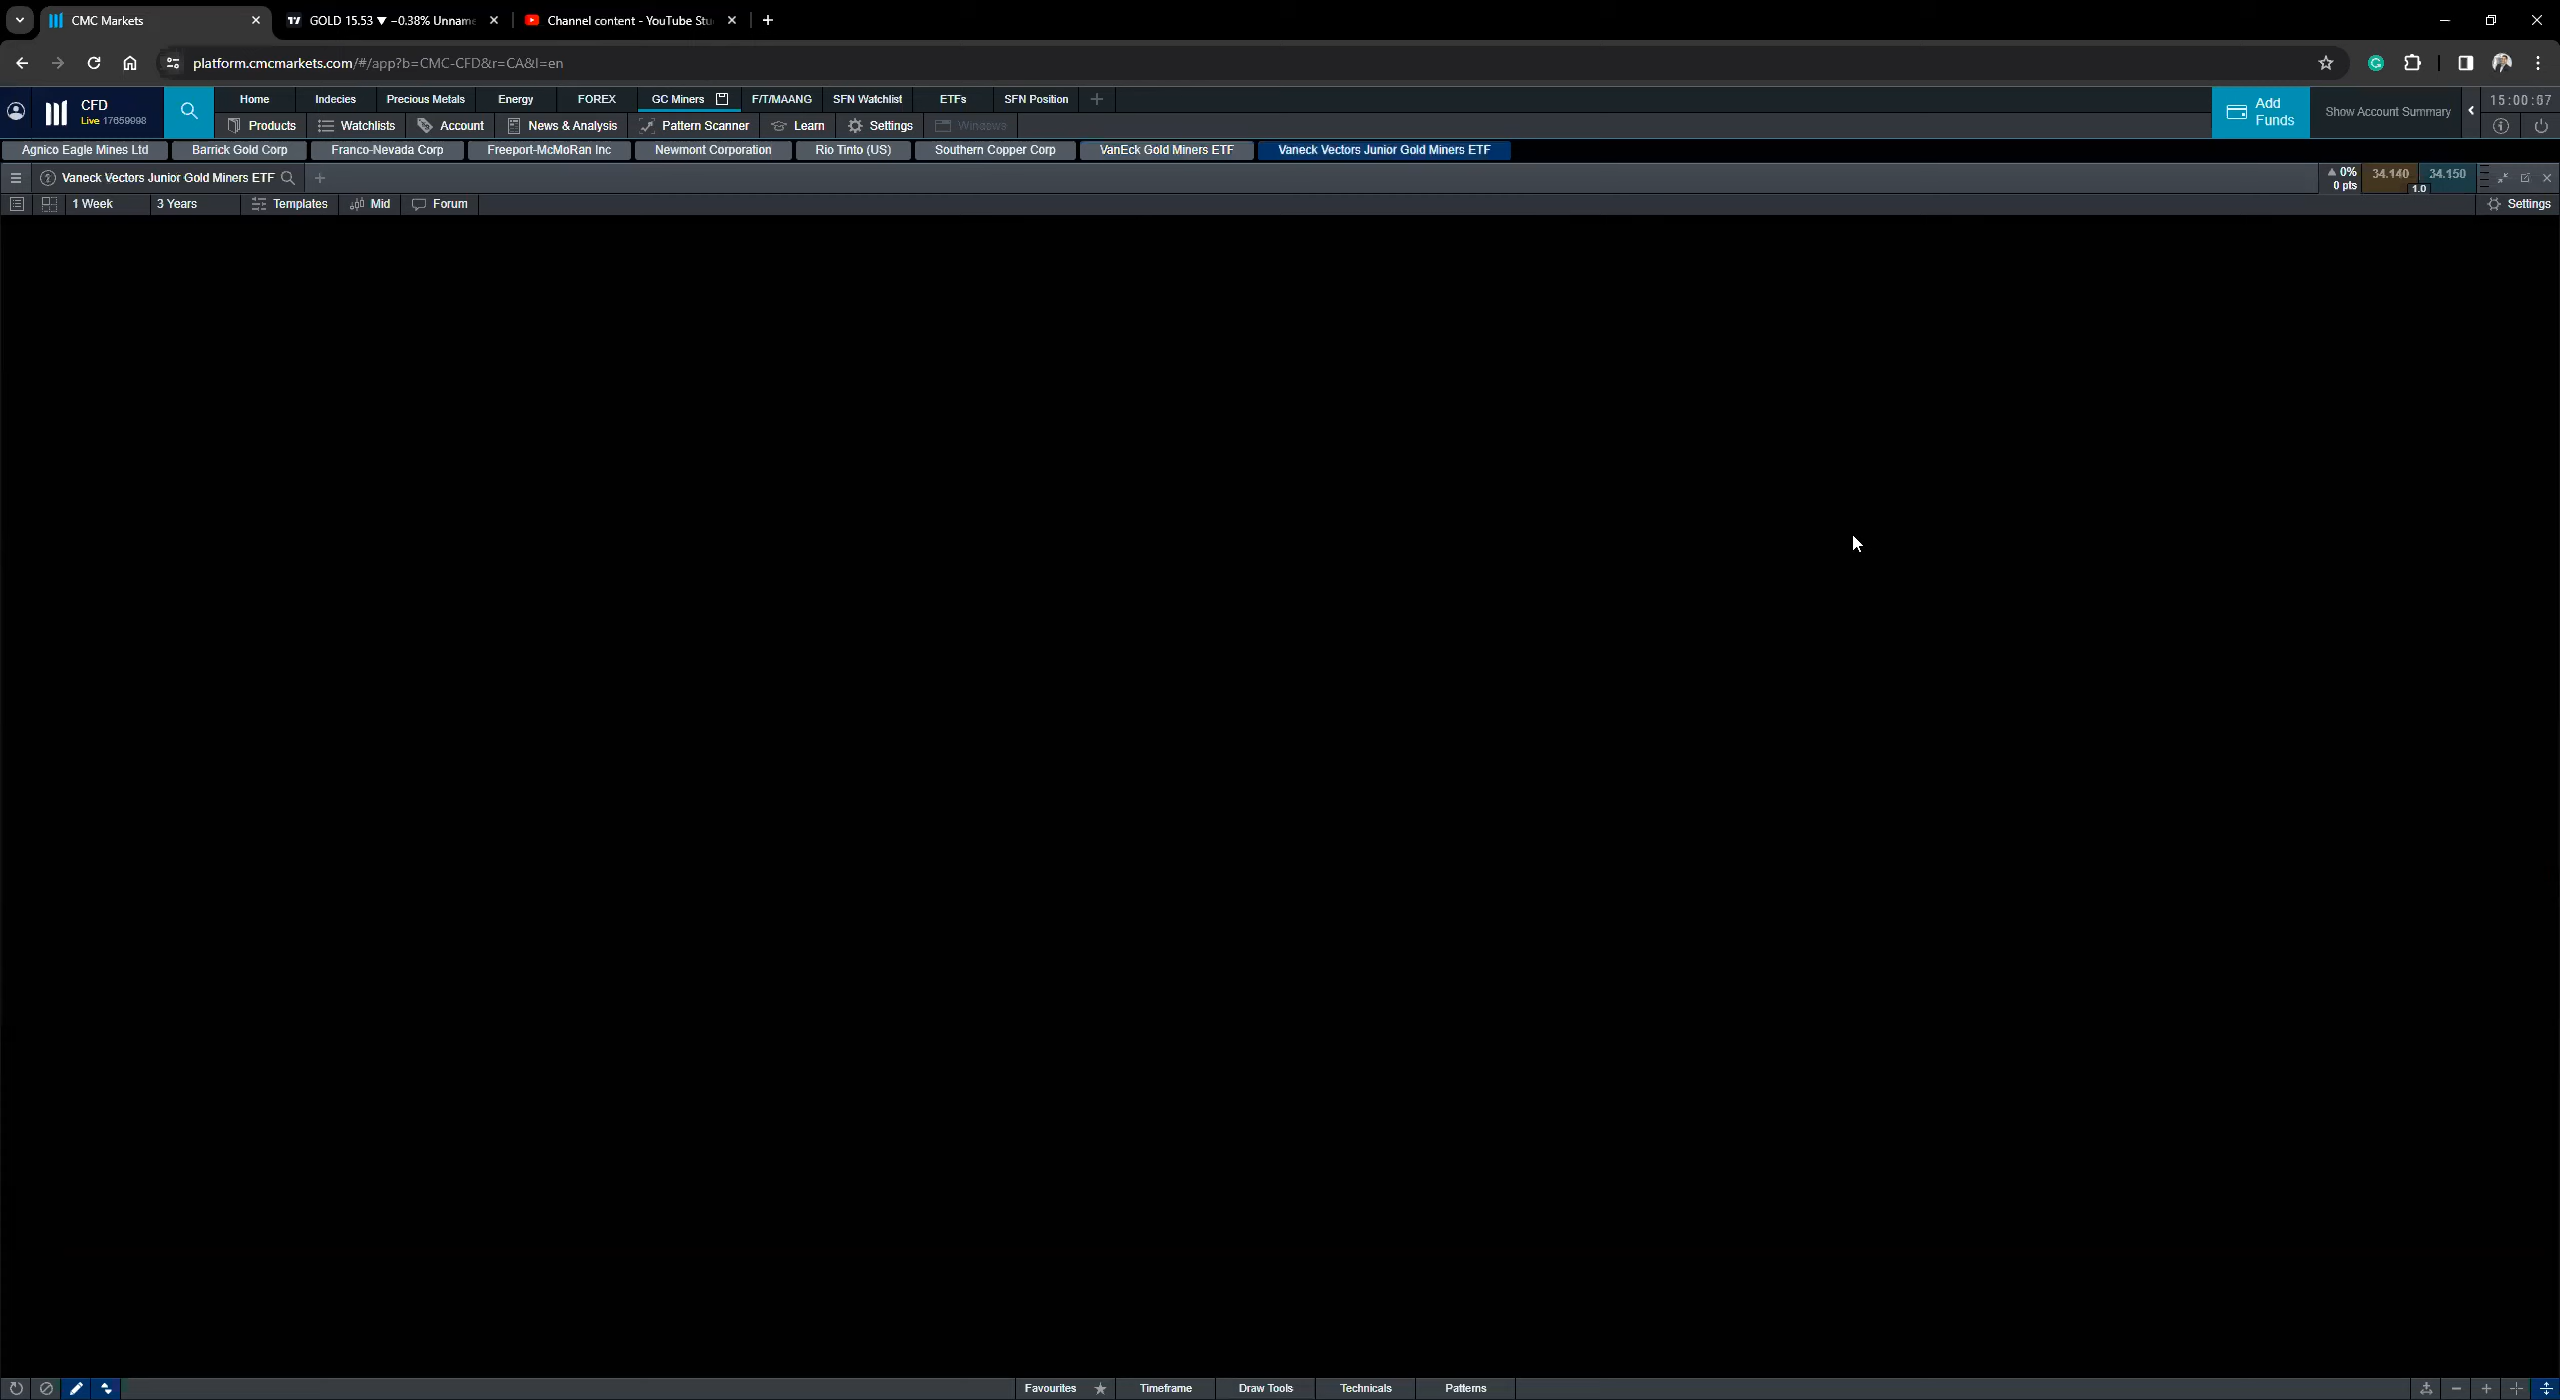 CMC Markets
GOLD 15.53 ▼ −0.38% Unname
Channel content - YouTube Stu
platform.cmcmarkets.com/#/app?b=CMC-CFD&r=CA&l=en
CFD
Live 17659998
Home Indecies Precious Metals Energy FOREX GC Miners F/T/MAANG SFN Watchlist ETFs SFN Position
Products Watchlists Account News & Analysis Pattern Scanner Learn Settings Windows
Add
Funds
Show Account Summary
15:00:07
Agnico Eagle Mines Ltd Barrick Gold Corp Franco-Nevada Corp Freeport-McMoRan Inc Newmont Corporation Rio Tinto (US) Southern Copper Corp VanEck Gold Miners ETF Vaneck Vectors Junior Gold Miners ETF
Vaneck Vectors Junior Gold Miners ETF
▲ 0%
0 pts
34.140 34.150
1.0
1 Week 3 Years Templates Mid Forum Settings
Favourites Timeframe Draw Tools Technicals Patterns